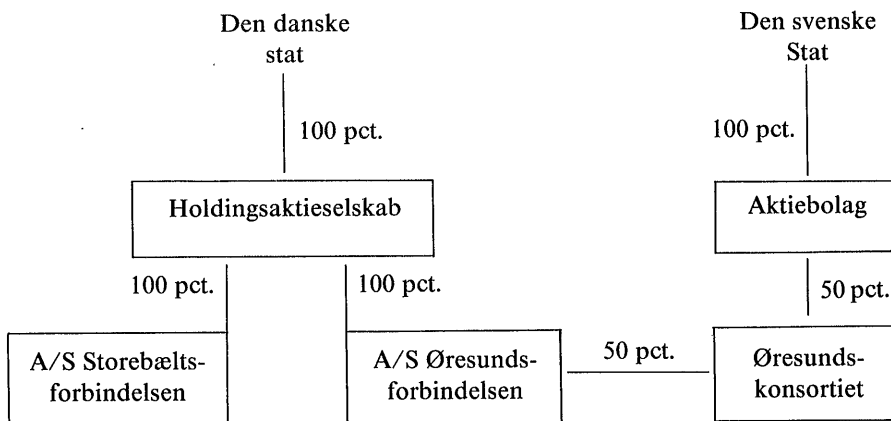 Den danske
stat
Den svenske
Stat
100 pct.
100 pct.
Holdingsaktieselskab
Aktiebolag
100 pct.
100 pct.
50 pct.
A/S Storebælts-
forbindelsen
A/S Øresunds-
forbindelsen
50 pct.
Øresunds-
konsortiet